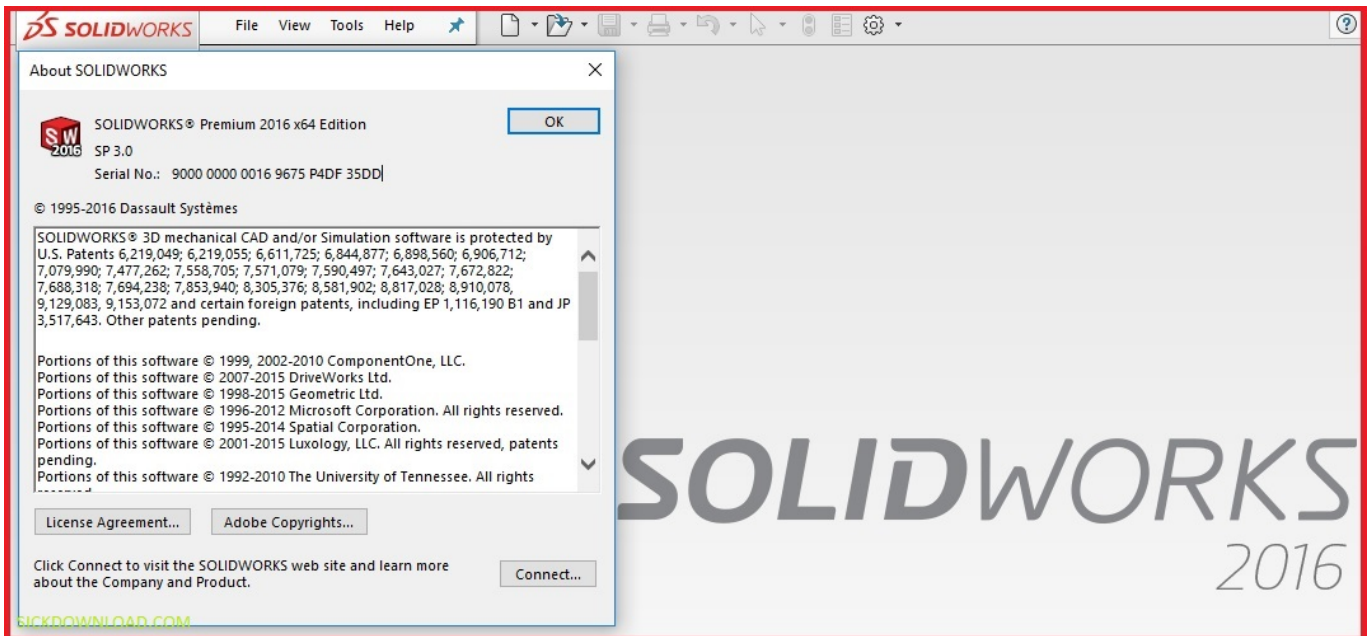 SOLIDWORKS File View Tools Help
About SOLIDWORKS
SOLIDWORKS® Premium 2016 x64 Edition
OK
SW
2016
SP 3.0
Serial No.: 9000 0000 0016 9675 P4DF 35DD
© 1995-2016 Dassault Systèmes
SOLIDWORKS® 3D mechanical CAD and/or Simulation software is protected by
U.S. Patents 6,219,049; 6,219,055; 6,611,725; 6,844,877; 6,898,560; 6,906,712;
7,079,990; 7,477,262; 7,558,705; 7,571,079; 7,590,497; 7,643,027; 7,672,822;
7,688,318; 7,694,238; 7,853,940; 8,305,376; 8,581,902; 8,817,028; 8,910,078,
9,129,083, 9,153,072 and certain foreign patents, including EP 1,116,190 B1 and JP
3,517,643. Other patents pending.
Portions of this software © 1999, 2002-2010 ComponentOne, LLC.
Portions of this software © 2007-2015 DriveWorks Ltd.
Portions of this software © 1998-2015 Geometric Ltd.
Portions of this software © 1996-2012 Microsoft Corporation. All rights reserved.
Portions of this software © 1995-2014 Spatial Corporation.
Portions of this software © 2001-2015 Luxology, LLC. All rights reserved, patents
pending.
Portions of this software © 1992-2010 The University of Tennessee. All rights
License Agreement...
Adobe Copyrights...
Click Connect to visit the SOLIDWORKS web site and learn more
about the Company and Product.
Connect...
SICKDOWNLOAD.COM
SOLIDWORKS
2016